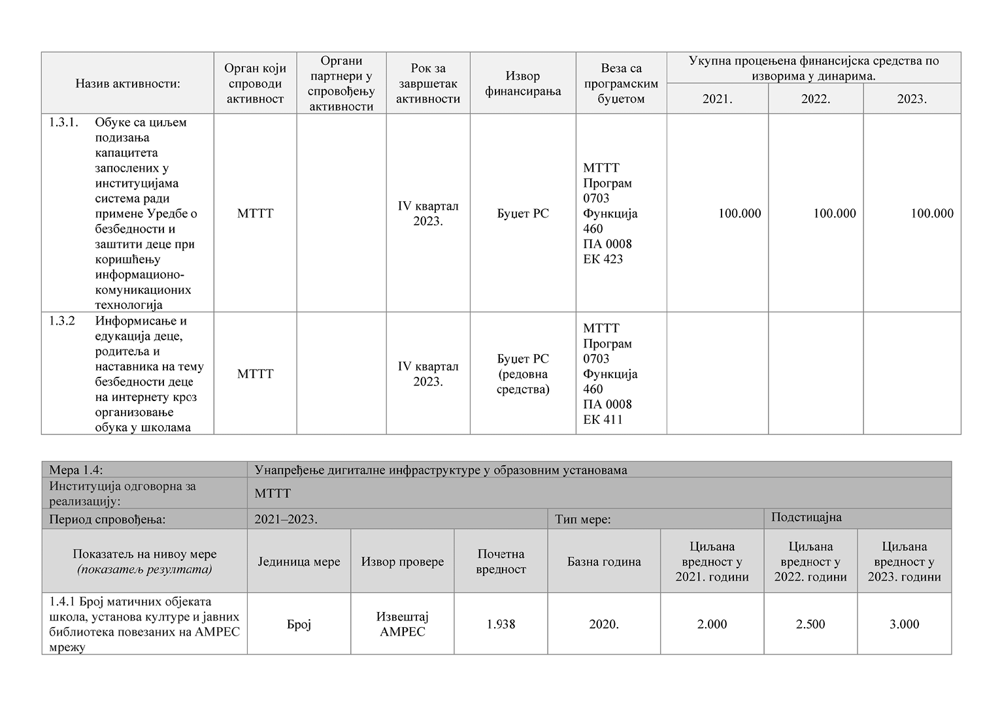 Назив активности:
Орган који
спроводи
активност
Органи
партнери у
спровођењу
активности
Рок за
завршетак
активности
Извор
финансирања
Веза са
програмским
буџетом
Укупна процењена финансијска средства по
изворима у динарима.
2021.
2022.
2023.
1.3.1. Обуке са циљем
подизања
капацитета
запослених у
институцијама
система ради
примене Уредбе о
безбедности и
заштити деце при
коришћењу
информационо-
комуникационих
технологија
МТТТ
IV квартал
2023.
Буџет РС
МТТТ
Програм
0703
Функција
460
ПА 0008
ЕК 423
100.000
100.000
100.000
1.3.2 Информисање и
едукација деце,
родитеља и
наставника на тему
безбедности деце
на интернету кроз
организовање
обука у школама
МТТТ
IV квартал
2023.
Буџет РС
(редовна
средства)
МТТТ
Програм
0703
Функција
460
ПА 0008
ЕК 411
Мера 1.4:
Унапређење дигиталне инфраструктуре у образовним установама
Институција одговорна за
реализацију:
МТТТ
Период спровођења:
2021–2023.
Тип мере:
Подстицајна
Показатељ на нивоу мере
(показатељ резултата)
Јединица мере
Извор провере
Почетна
вредност
Базна година
Циљана
вредност у
2021. години
Циљана
вредност у
2022. години
Циљана
вредност у
2023. години
1.4.1 Број матичних објеката
школа, установа културе и јавних
библиотека повезаних на АМРЕС
мрежу
Број
Извештај
АМРЕС
1.938
2020.
2.000
2.500
3.000